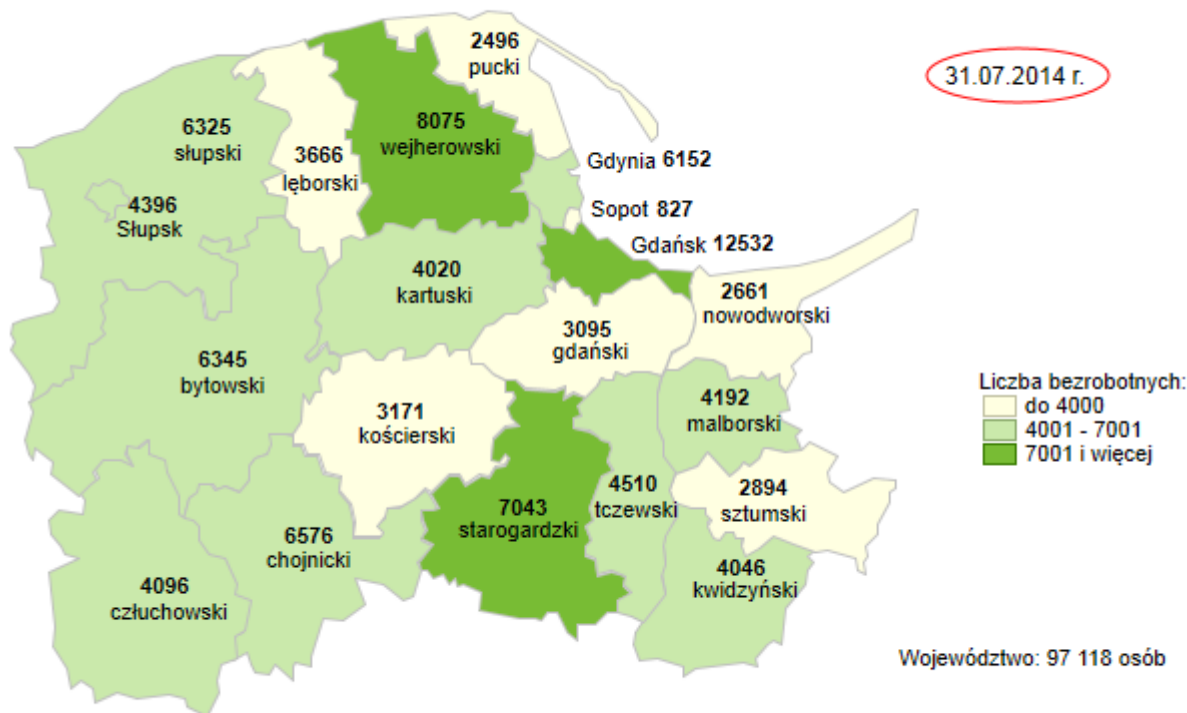 2496
pucki
31.07.2014 r.
8075
wejherowski
6325
słupski
3666
lęborski
Gdynia 6152
4396
Słupsk
Sopot 827
Gdańsk 12532
4020
kartuski
2661
nowodworski
3095
gdański
6345
bytowski
Liczba bezrobotnych:
do 4000
4001 - 7001
7001 i więcej
4192
malborski
3171
kościerski
7043
starogardzki
4510
tczewski
2894
sztumski
6576
chojnicki
4096
człuchowski
4046
kwidzyński
Województwo: 97 118 osób